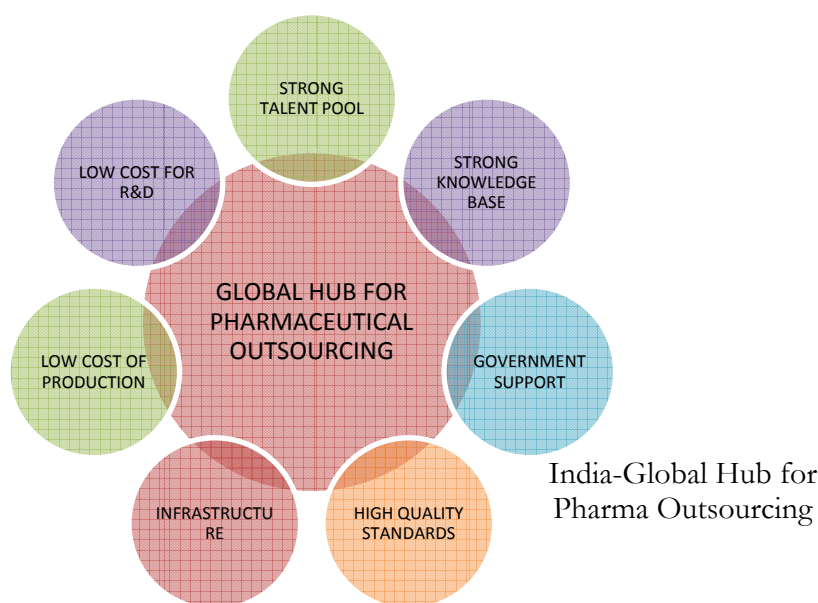 STRONG
TALENT POOL
STRONG
KNOWLEDGE
BASE
GOVERNMENT
SUPPORT
HIGH QUALITY
STANDARDS
INFRASTRUCTU
RE
LOW COST OF
PRODUCTION
LOW COST FOR
R&D
GLOBAL HUB FOR
PHARMACEUTICAL
OUTSOURCING
India-Global Hub for
Pharma Outsourcing